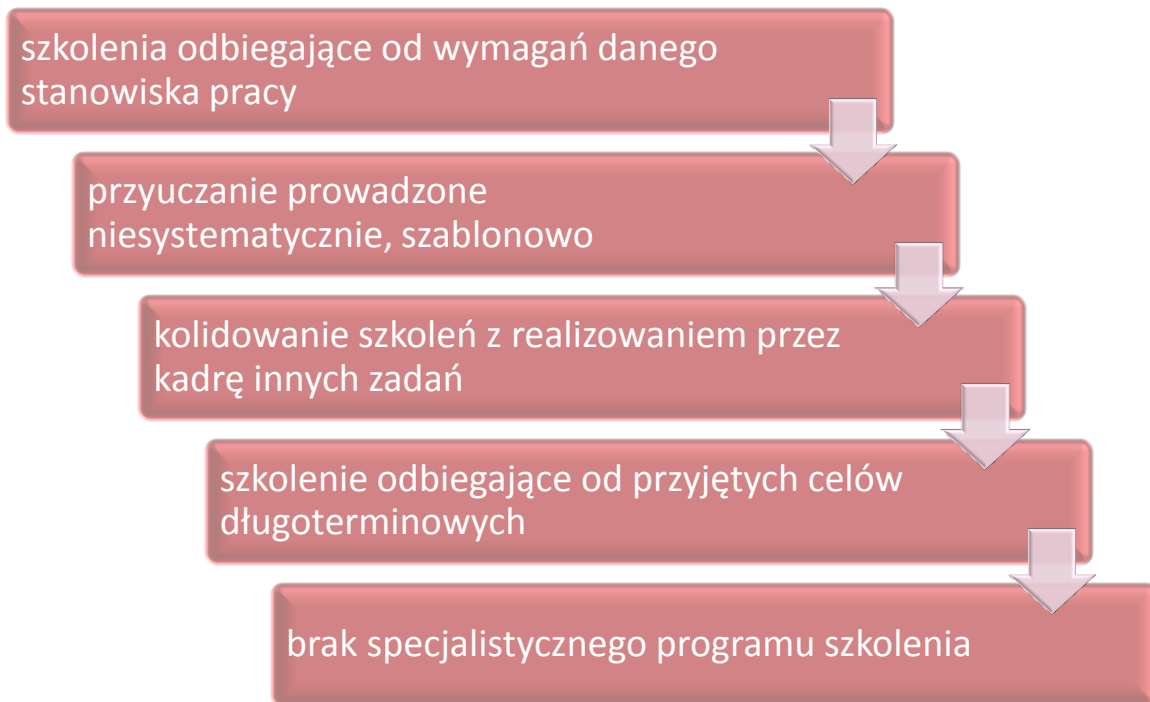 szkolenia odbiegające od wymagań danego
stanowiska pracy
przyuczanie prowadzone
niesystematycznie, szablonowo
kolidowanie szkoleń z realizowaniem przez
kadrę innych zadań
szkolenie odbiegające od przyjętych celów
długoterminowych
brak specjalistycznego programu szkolenia